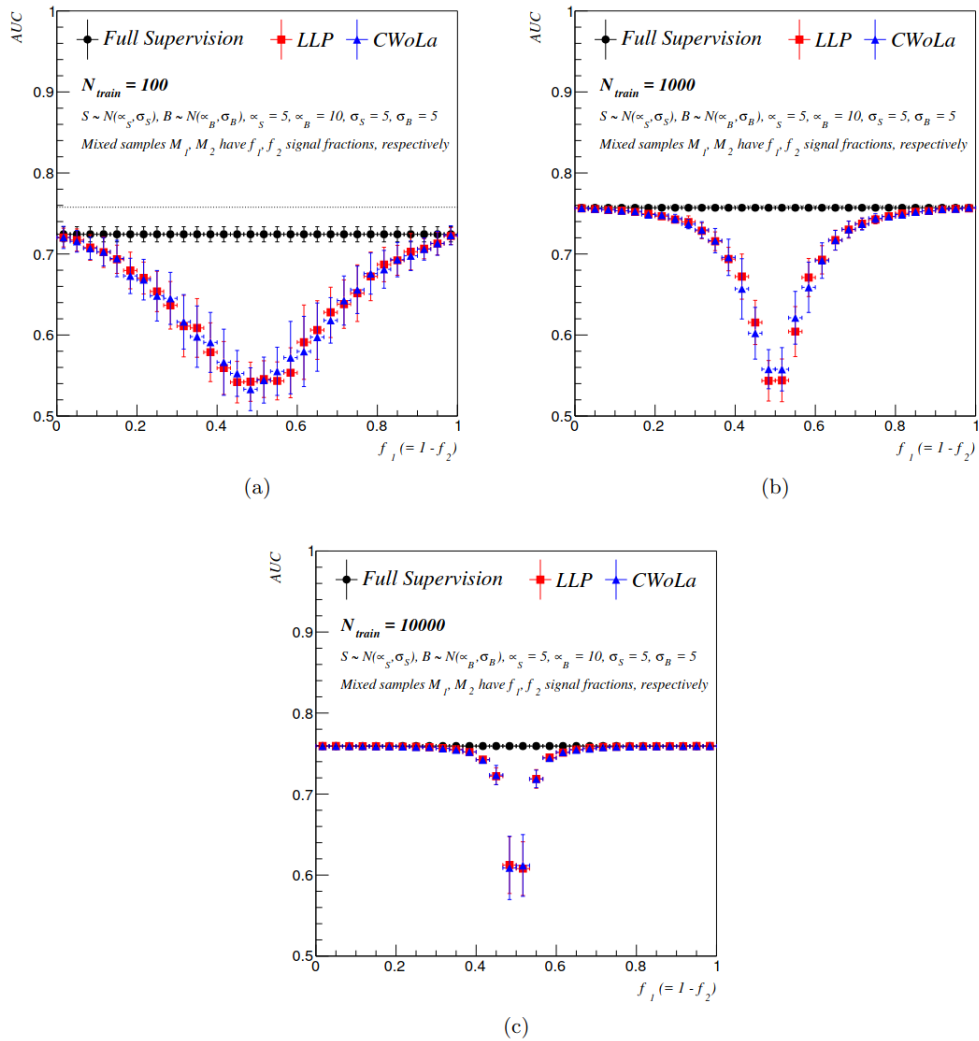 AUC
1
0.9
0.8
0.7
0.6
0.5
Full Supervision LLP CWoLa
N_train = 100
S ~ N(∝_S, σ_S), B ~ N(∝_B, σ_B), ∝_S = 5, ∝_B = 10, σ_S = 5, σ_B = 5
Mixed samples M_1, M_2 have f_1, f_2 signal fractions, respectively
0 0.2 0.4 0.6 0.8 1
f_1 (= 1 - f_2)
(a)
AUC
1
0.9
0.8
0.7
0.6
0.5
Full Supervision LLP CWoLa
N_train = 1000
S ~ N(∝_S, σ_S), B ~ N(∝_B, σ_B), ∝_S = 5, ∝_B = 10, σ_S = 5, σ_B = 5
Mixed samples M_1, M_2 have f_1, f_2 signal fractions, respectively
0 0.2 0.4 0.6 0.8 1
f_1 (= 1 - f_2)
(b)
AUC
1
0.9
0.8
0.7
0.6
0.5
Full Supervision LLP CWoLa
N_train = 10000
S ~ N(∝_S, σ_S), B ~ N(∝_B, σ_B), ∝_S = 5, ∝_B = 10, σ_S = 5, σ_B = 5
Mixed samples M_1, M_2 have f_1, f_2 signal fractions, respectively
0 0.2 0.4 0.6 0.8 1
f_1 (= 1 - f_2)
(c)